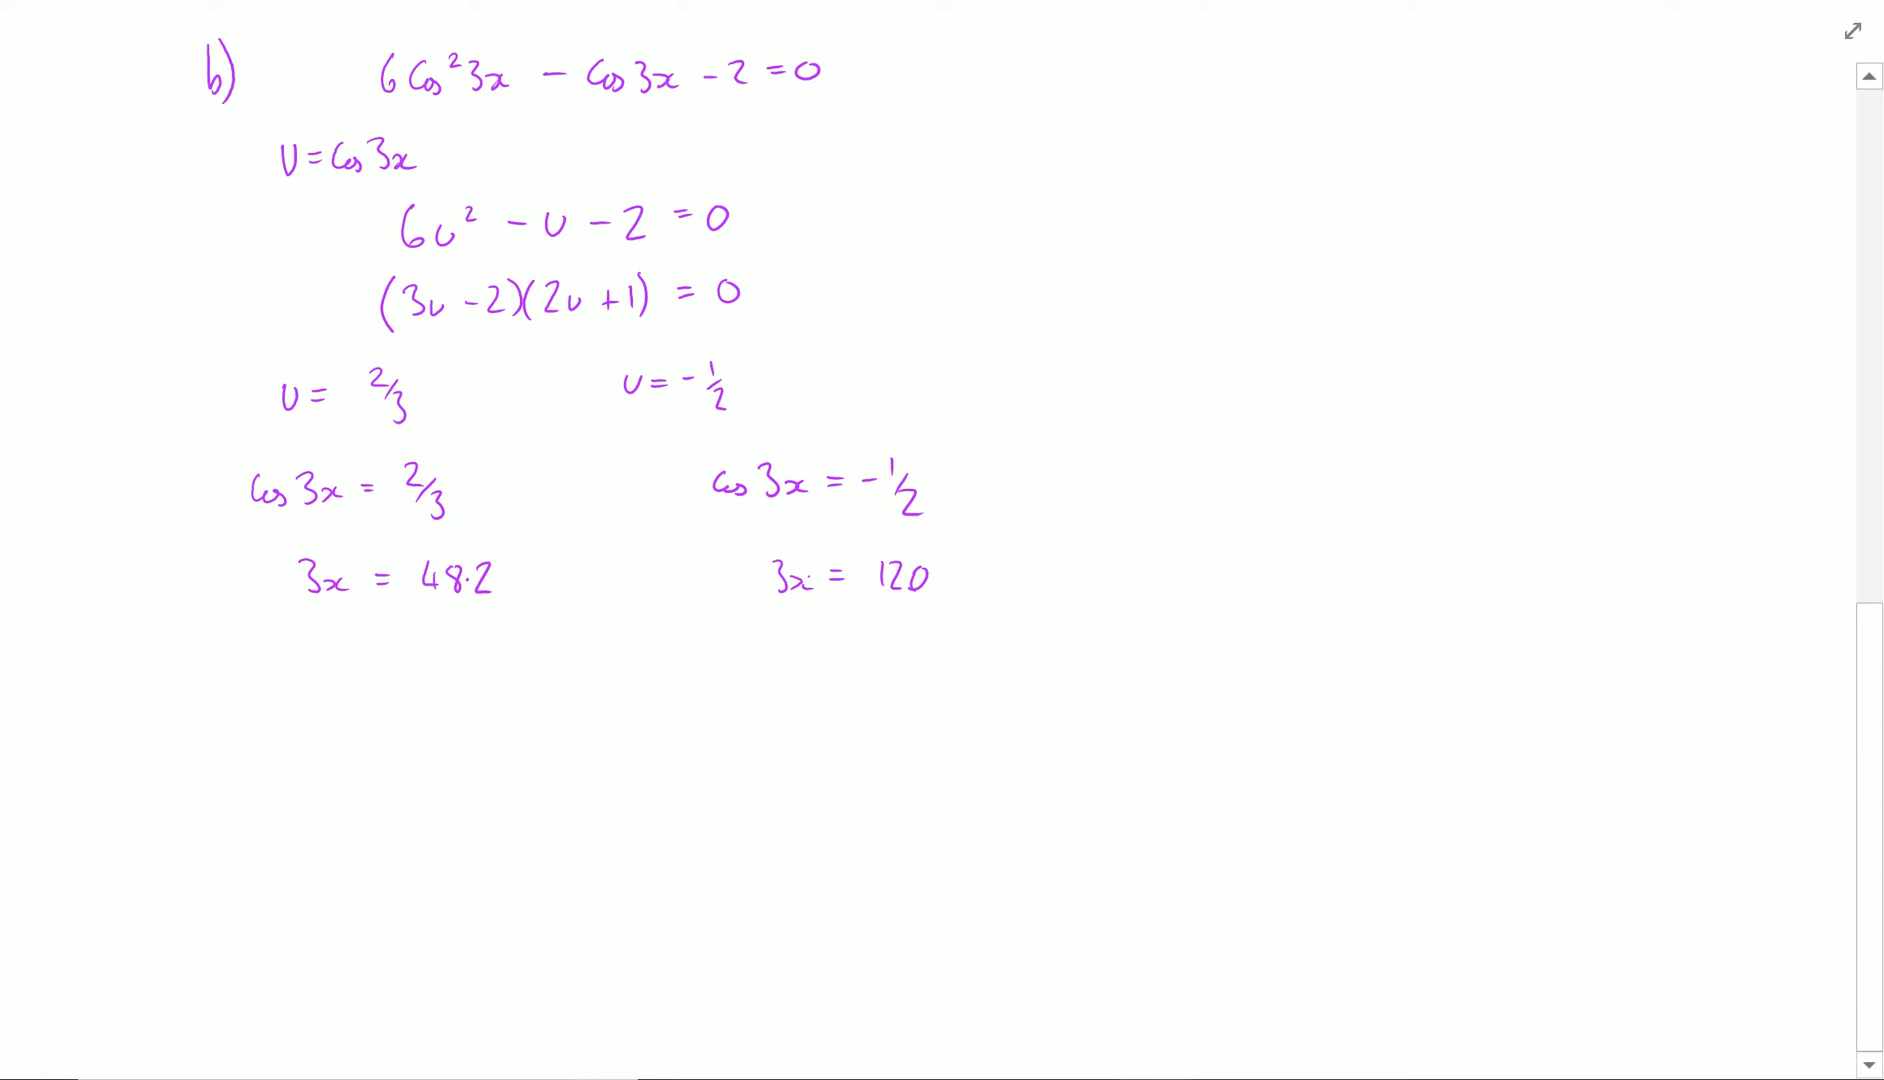 b) 6cos²3x - cos3x - 2 = 0
U = cos3x
6u² - u - 2 = 0
(3u - 2)(2u + 1) = 0
U = 2/3 u = -1/2
cos3x = 2/3 cos3x = -1/2
3x = 48.2 3x = 120